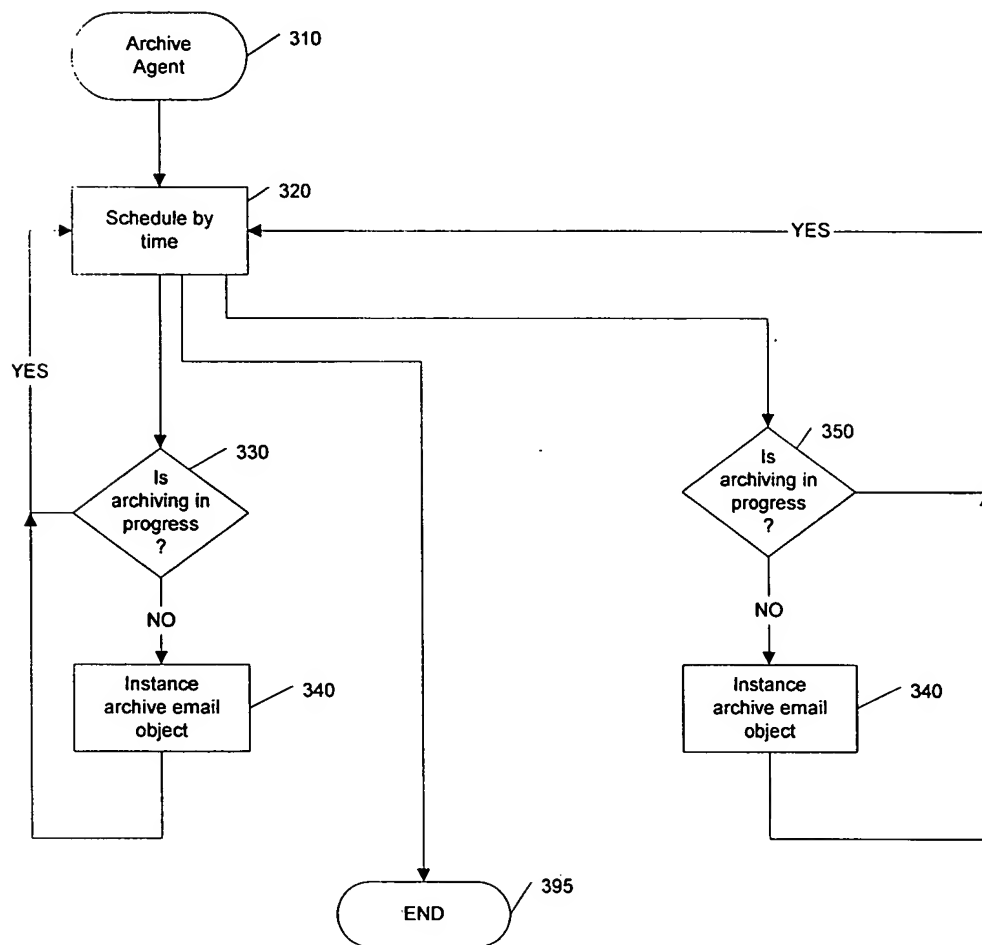 Archive
Agent
310
320
Schedule by
time
YES
YES
330
Is
archiving in
progress
?
350
Is
archiving in
progress
?
NO
NO
Instance
archive email
object
340
Instance
archive email
object
340
END
395